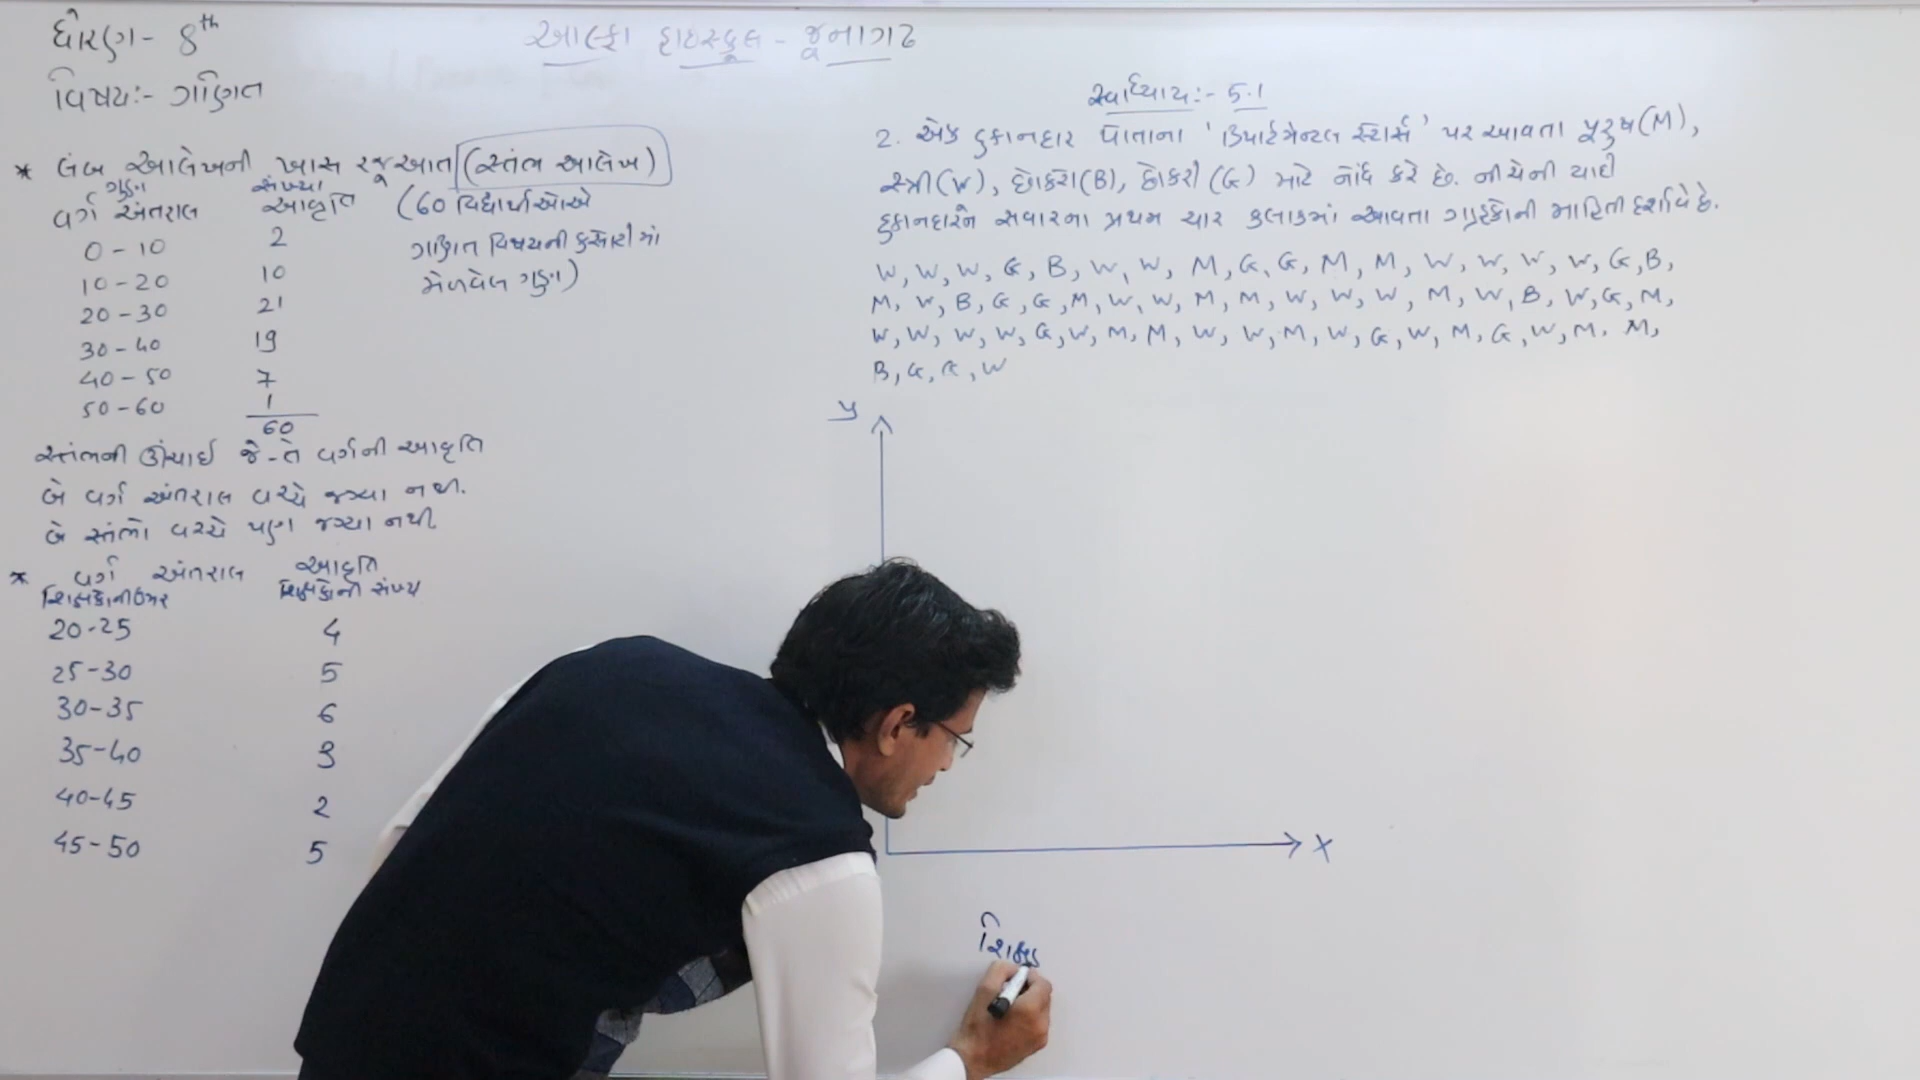 ધોરણ- 8th
વિષય:- ગણિત
આલ્ફા હાઇસ્કૂલ - જૂનાગઢ
* લંબ આલેખની ખાસ રજૂઆત (સ્તંભ આલેખ)
ગુણ સંખ્યા
વર્ગ અંતરાલ આવૃતિ (60 વિદ્યાર્થીઓએ
0-10 2 ગણિત વિષયની કસોટીમાં
10-20 10 મેળવેલ ગુણ)
20-30 21
30-40 19
40-50 7
50-60 1
60
સ્તંભની ઊંચાઈ જે-તે વર્ગની આવૃતિ
બે વર્ગ અંતરાલ વચ્ચે જગ્યા નથી.
બે સ્તંભો વચ્ચે પણ જગ્યા નથી
* વર્ગ અંતરાલ આવૃતિ
શિક્ષકોની ઉંમર શિક્ષકોની સંખ્યા
20-25 4
25-30 5
30-35 6
35-40 3
40-45 2
45-50 5
સ્વાધ્યાય:- 5.1
2. એક દુકાનદાર પોતાના 'ડિપાર્ટમેન્ટલ સ્ટોર્સ' પર આવતા પુરુષ(M),
સ્ત્રી(W), છોકરો(B), છોકરી(G) માટે નોંધ કરે છે. નીચેની યાદી
દુકાનદારને સવારના પ્રથમ ચાર કલાકમાં આવતા ગ્રાહકોની માહિતી દર્શાવે છે.
W, W, W, G, B, W, W, M, G, G, M, M, W, W, W, W, G, B,
M, W, B, G, G, M, W, W, M, M, W, W, W, M, W, B, W, G, M,
W, W, W, W, G, W, M, M, W, W, M, W, G, W, M, G, W, M, M,
B, G, G, W
y
X
શિક્ષક